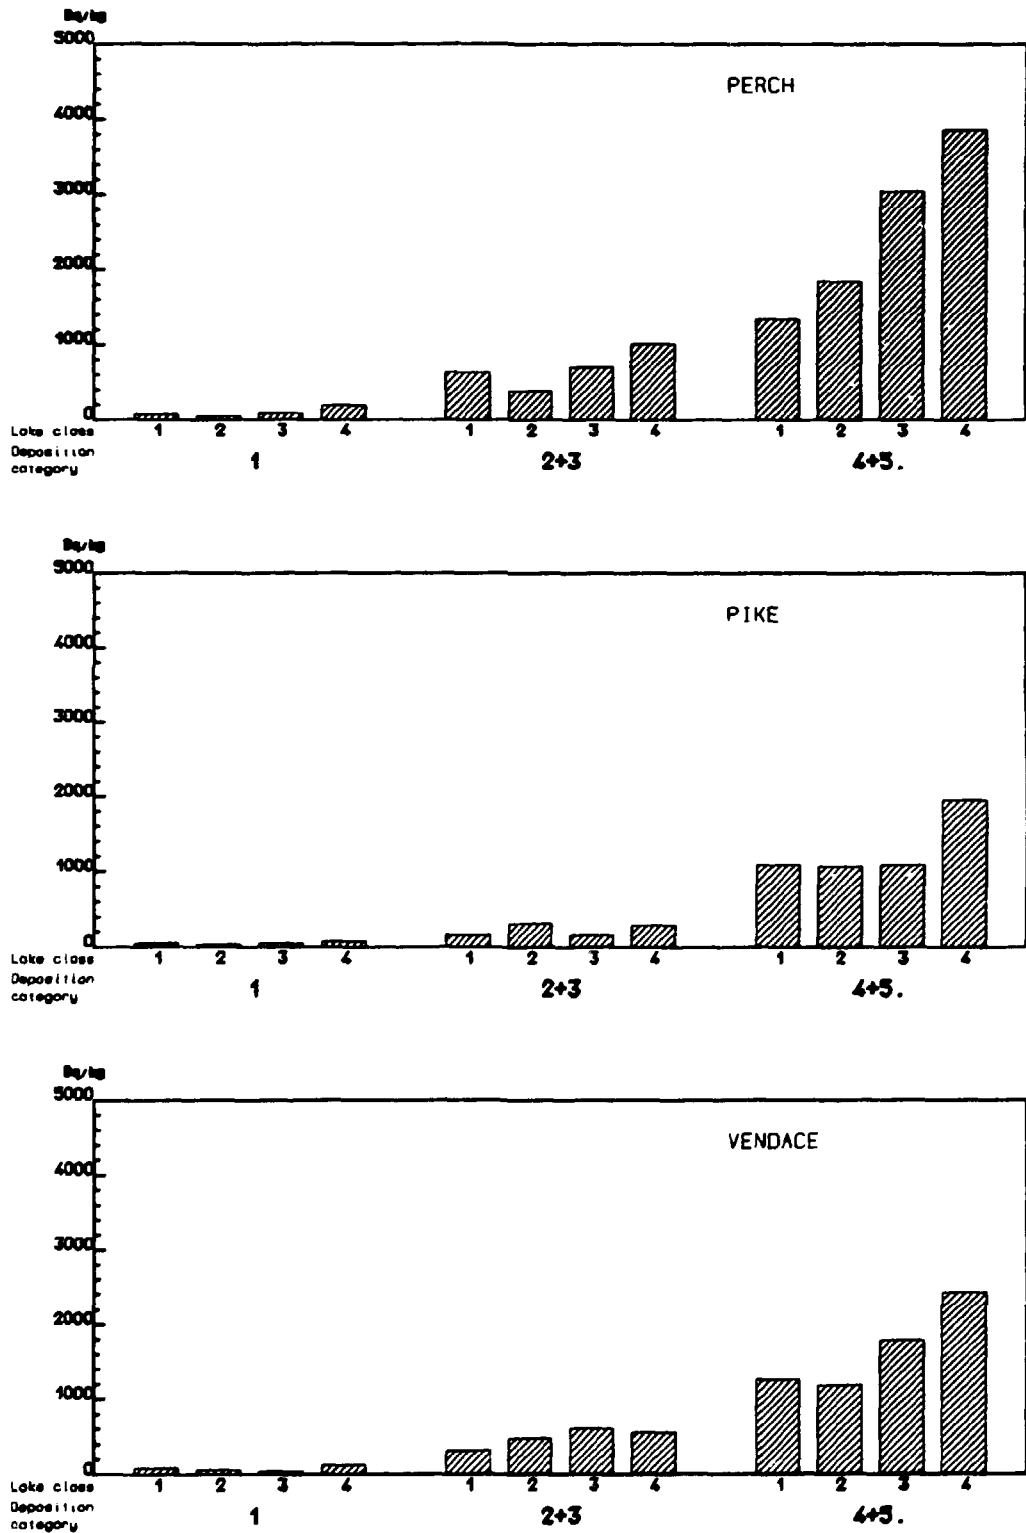 Bq/kg
5000
PERCH
4000
3000
2000
1000
0
Lake class 1 2 3 4 1 2 3 4 1 2 3 4
Deposition
category 1 2+3 4+5.
Bq/kg
5000
PIKE
4000
3000
2000
1000
0
Lake class 1 2 3 4 1 2 3 4 1 2 3 4
Deposition
category 1 2+3 4+5.
Bq/kg
5000
VENDACE
4000
3000
2000
1000
0
Lake class 1 2 3 4 1 2 3 4 1 2 3 4
Deposition
category 1 2+3 4+5.